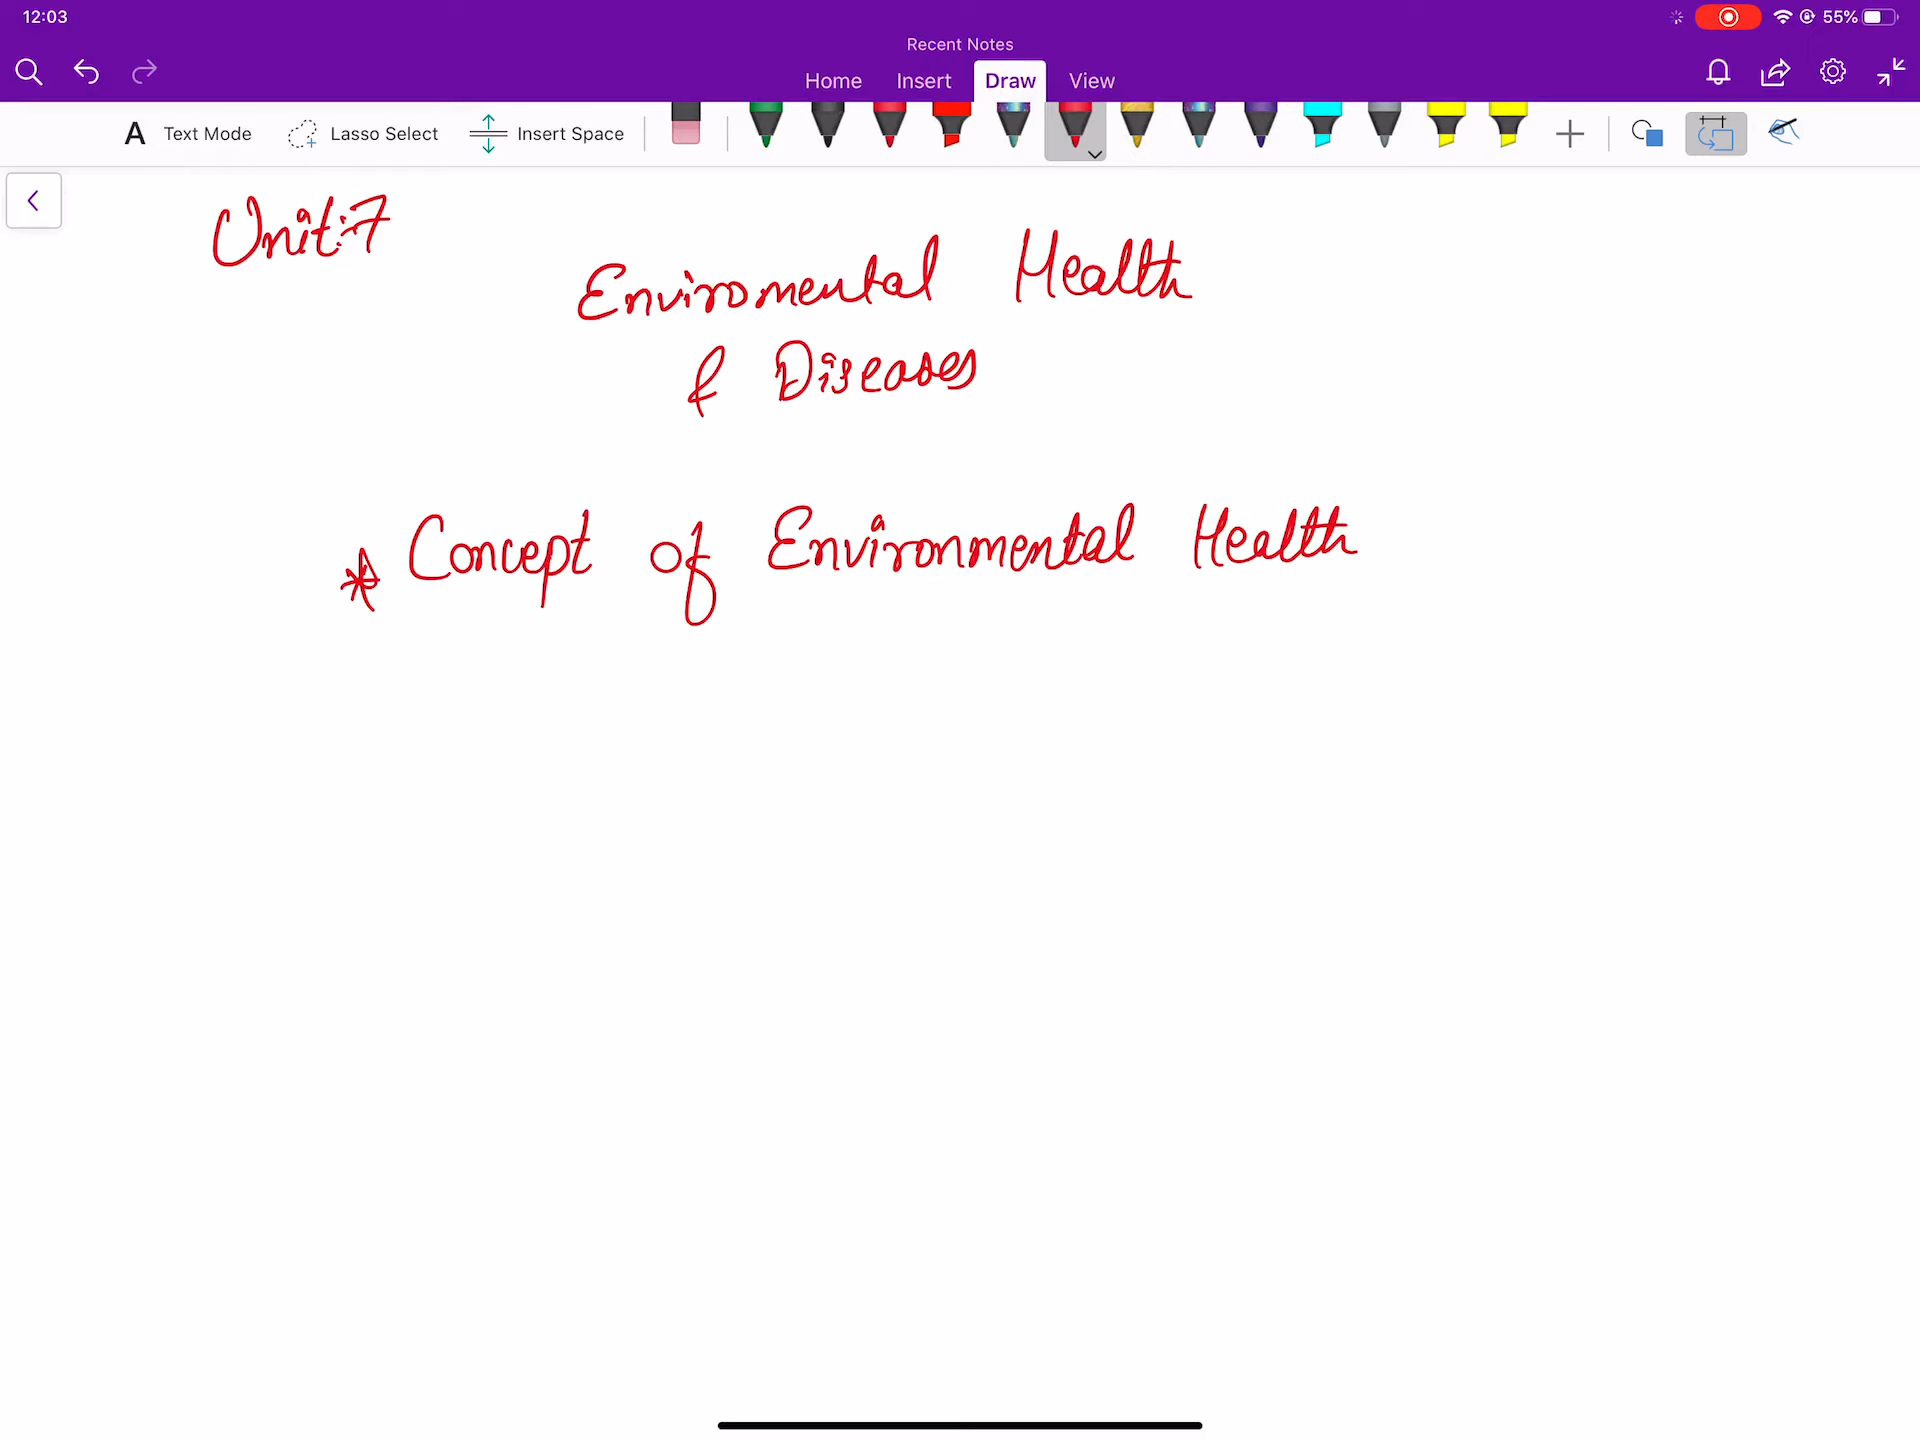 12:03
55%
Recent Notes
Home Insert Draw View
A Text Mode Lasso Select Insert Space
Unit:-7
Enviromental Health
& Diseases
* Concept of Environmental Health